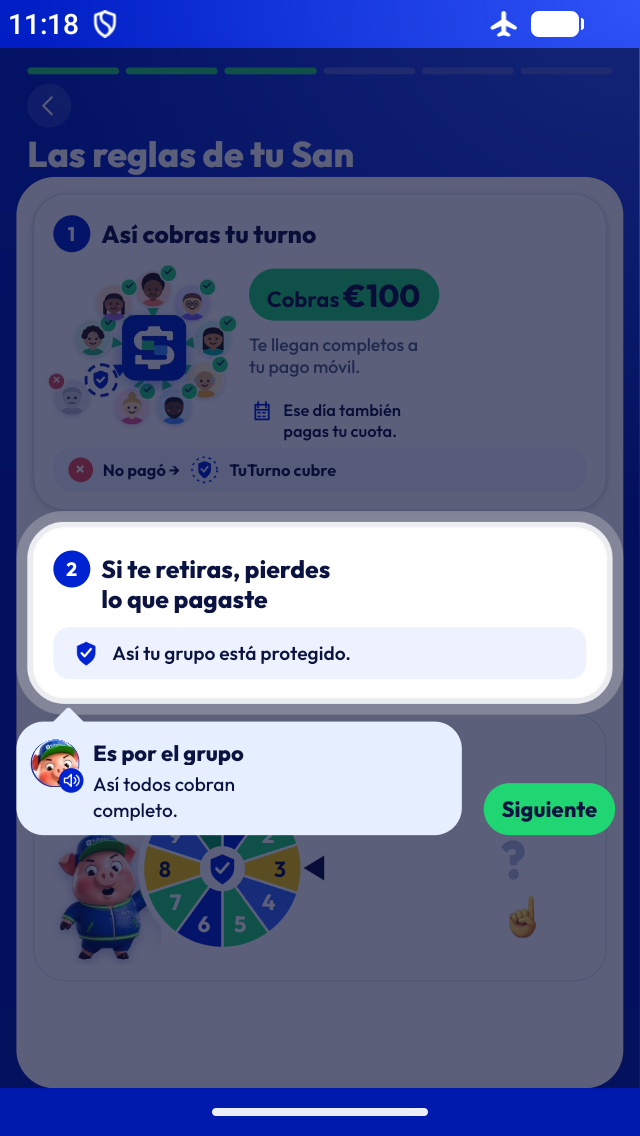 11:18
Las reglas de tu San
1
Así cobras tu turno
Cobras €100
Te llegan completos a
tu pago móvil.
Ese día también
pagas tu cuota.
No pagó → TuTurno cubre
2
Si te retiras, pierdes
lo que pagaste
Así tu grupo está protegido.
Es por el grupo
Así todos cobran
completo.
Siguiente
2
8
3
7
4
6
5
?